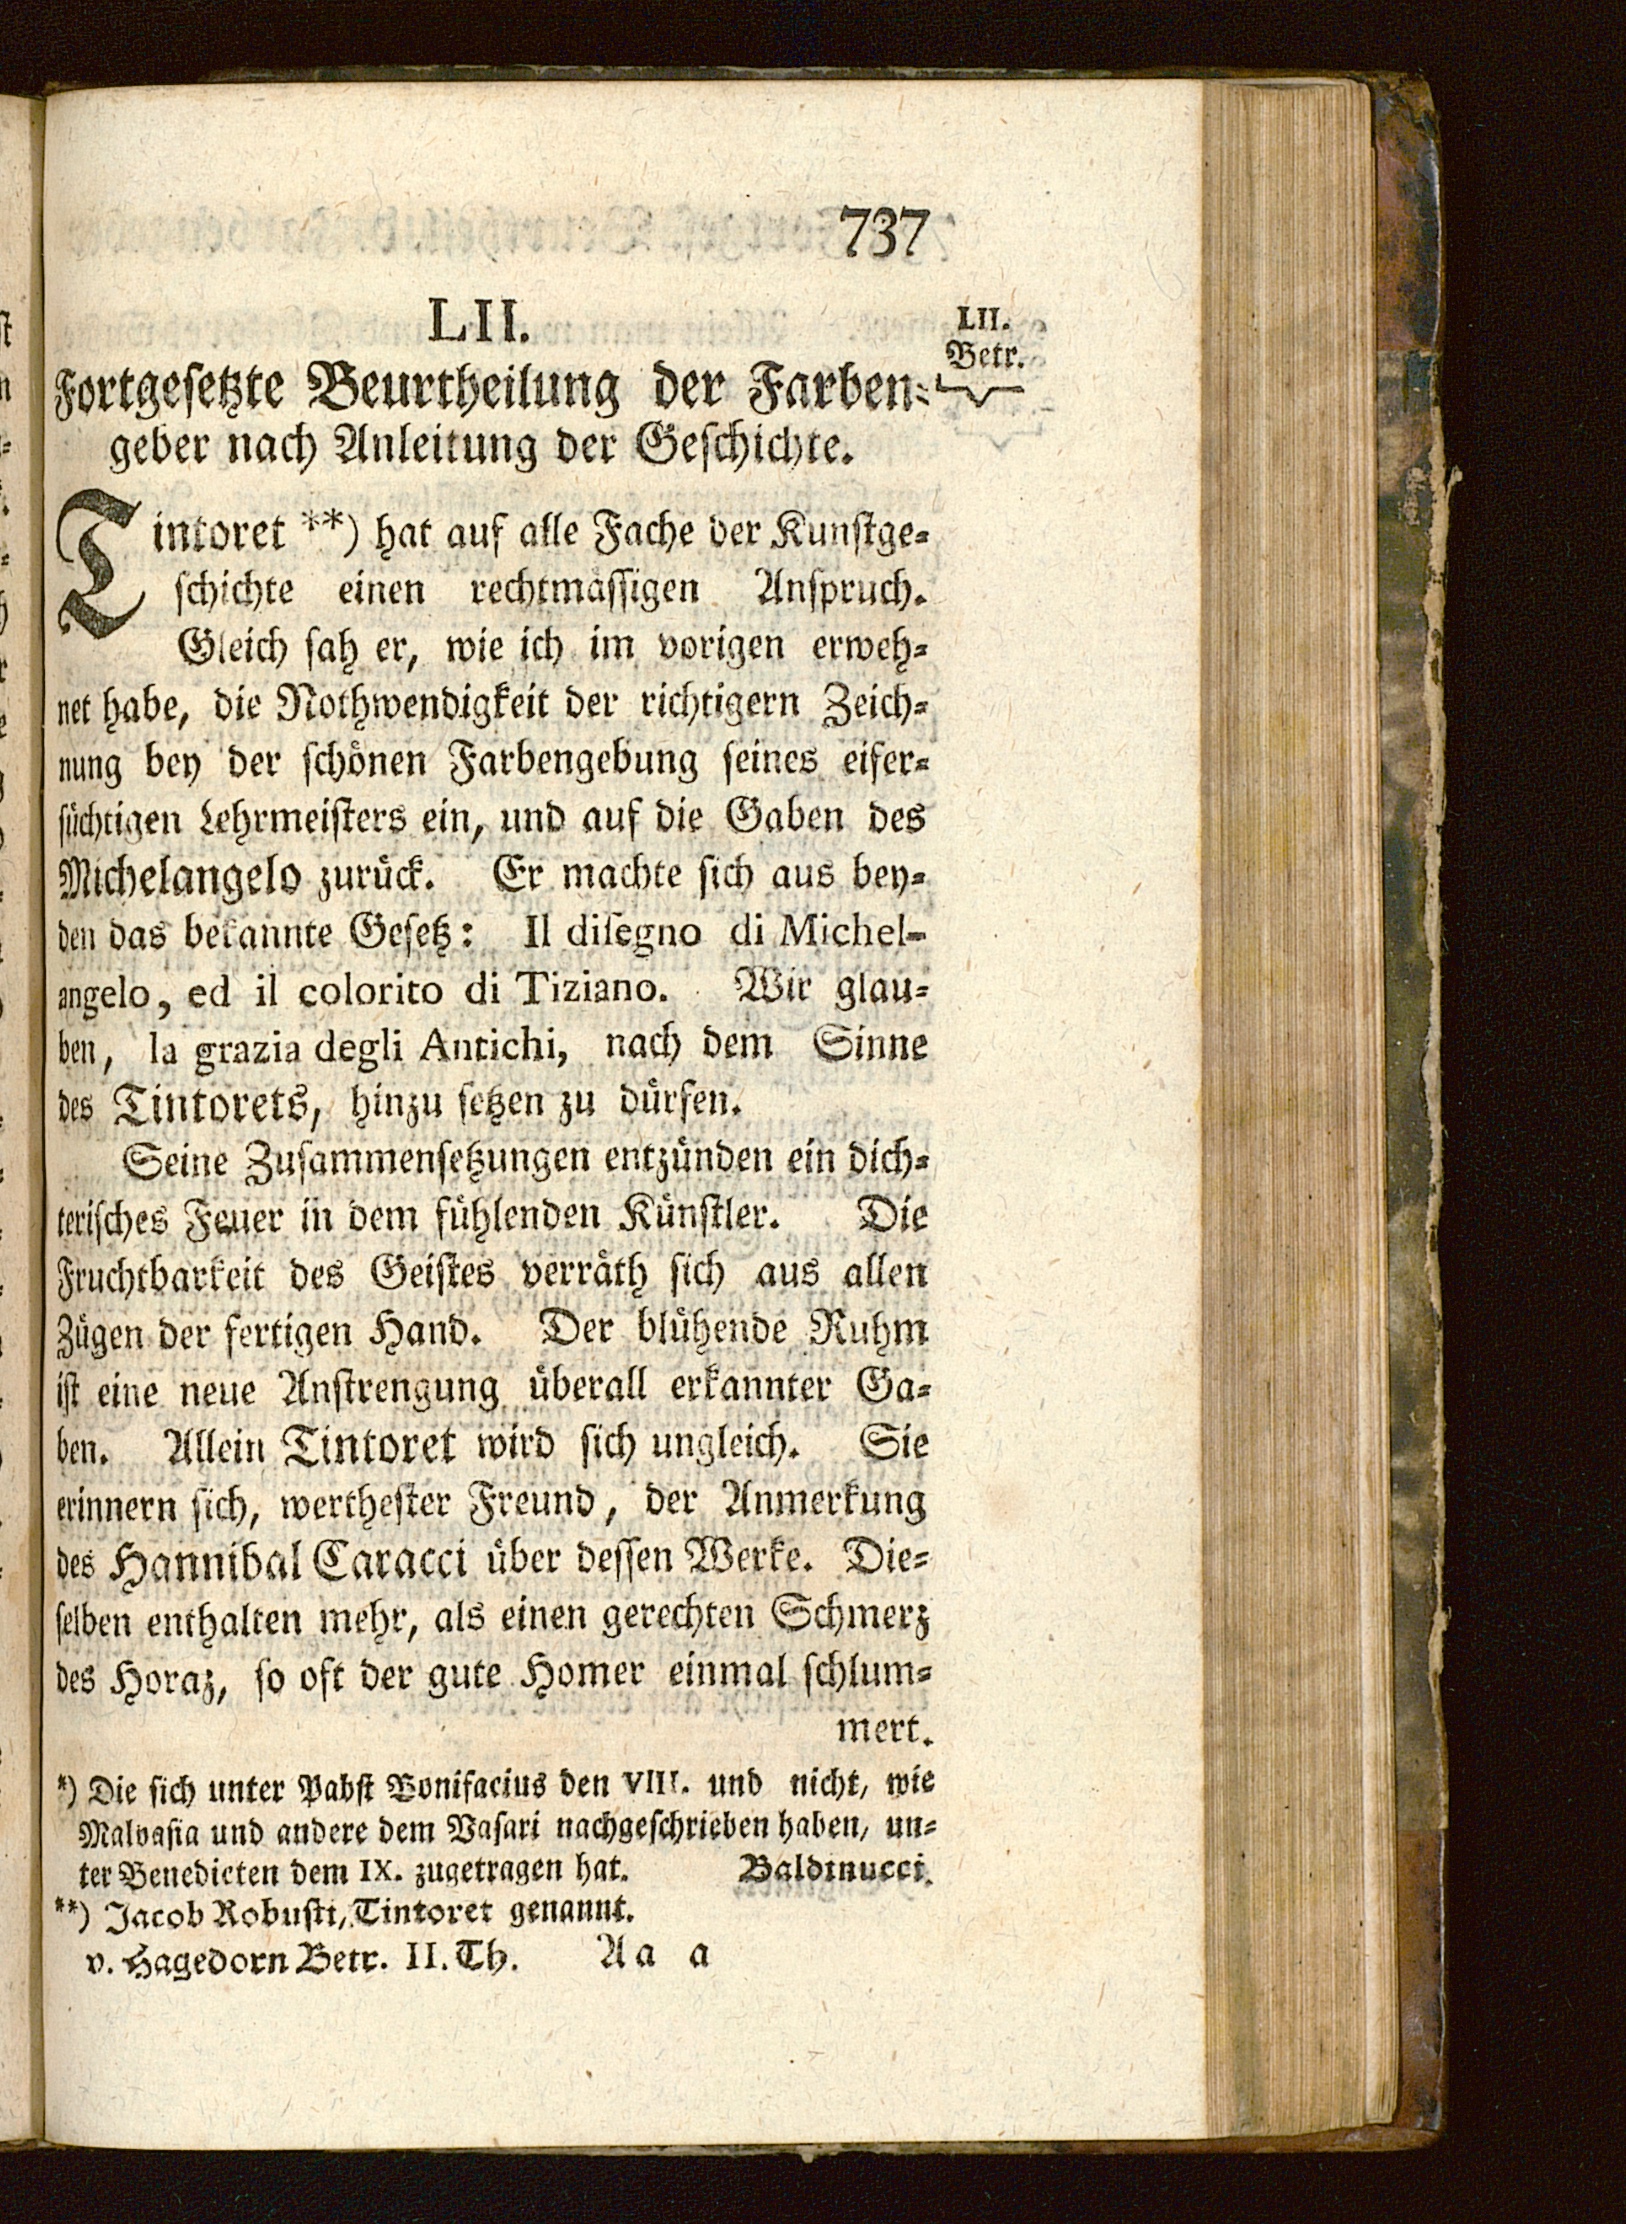 737
LII.
LII.
Betr.
Fortgesetzte Beurtheilung der Farben-
geber nach Anleitung der Geschichte.
Tintoret **) hat auf alle Fache der Kunstge-
schichte einen rechtmässigen Anspruch.
Gleich sah er, wie ich im vorigen erweh-
net habe, die Nothwendigkeit der richtigern Zeich-
nung bey der schönen Farbengebung seines eifer-
süchtigen Lehrmeisters ein, und auf die Gaben des
Michelangelo zurück. Er machte sich aus bey-
den das bekannte Gesetz: Il disegno di Michel-
angelo, ed il colorito di Tiziano. Wir glau-
ben, la grazia degli Antichi, nach dem Sinne
des Tintorets, hinzu setzen zu dürfen.
Seine Zusammensetzungen entzünden ein dich-
terisches Feuer in dem fühlenden Künstler. Die
Fruchtbarkeit des Geistes verräth sich aus allen
Zügen der fertigen Hand. Der blühende Ruhm
ist eine neue Anstrengung überall erkannter Ga-
ben. Allein Tintoret wird sich ungleich. Sie
erinnern sich, werthester Freund, der Anmerkung
des Hannibal Caracci über dessen Werke. Die-
selben enthalten mehr, als einen gerechten Schmerz
des Horaz, so oft der gute Homer einmal schlum-
mert.
*) Die sich unter Pabst Bonifacius den VIII. und nicht, wie
Malvasia und andere dem Vasari nachgeschrieben haben, un-
ter Benedicten dem IX. zugetragen hat. Baldinucci.
**) Jacob Robusti, Tintoret genannt.
v. Hagedorn Betr. II. Th. Aa a